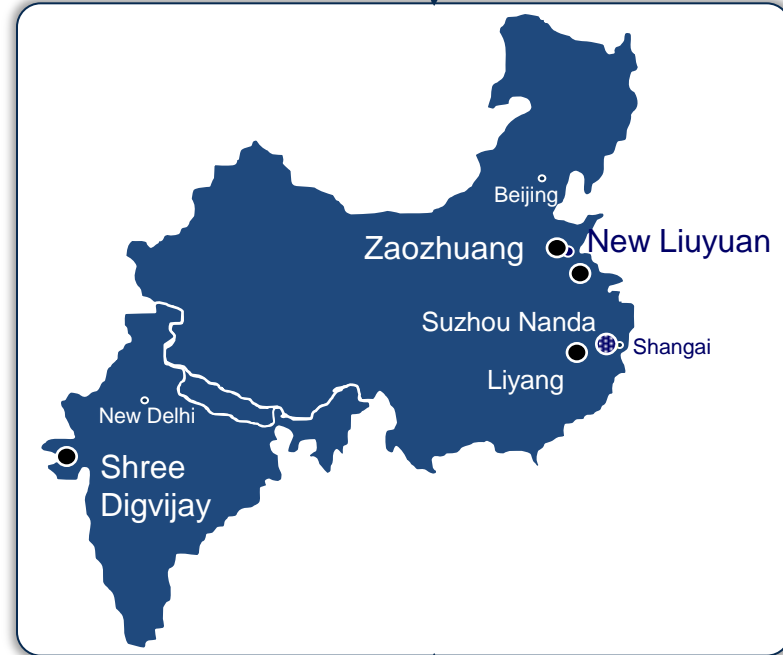 Beijing
Zaozhuang
New Liuyuan
Suzhou Nanda
Shangai
Liyang
New Delhi
Shree
Digvijay